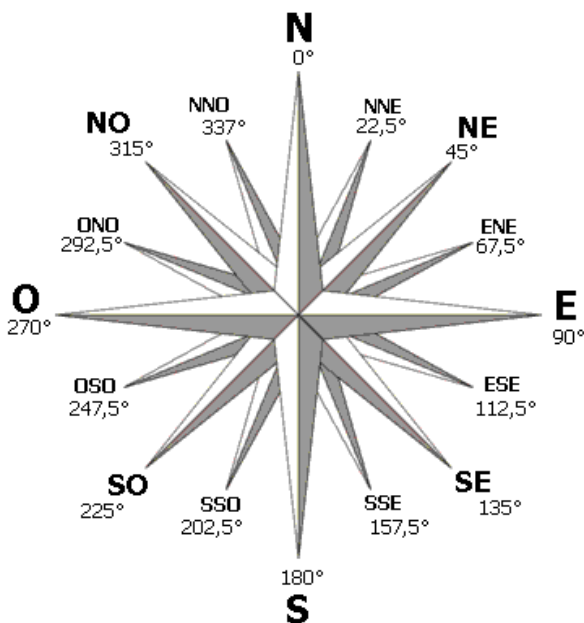 N
0°
NNO
337°
NNE
22,5°
NO
315°
NE
45°
ONO
292,5°
ENE
67,5°
O
270°
E
90°
OSO
247,5°
ESE
112,5°
SO
225°
SE
135°
SSO
202,5°
SSE
157,5°
180°
S